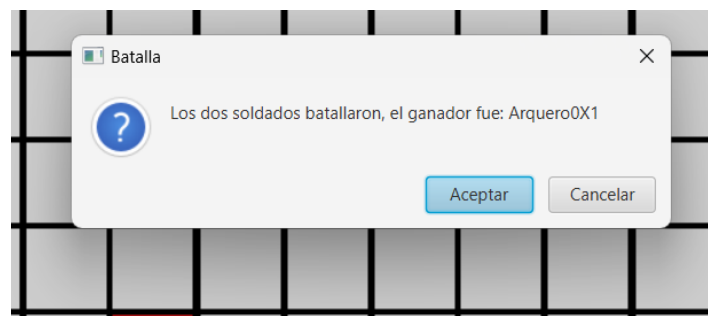 Batalla
Los dos soldados batallaron, el ganador fue: Arquero0X1
Aceptar
Cancelar